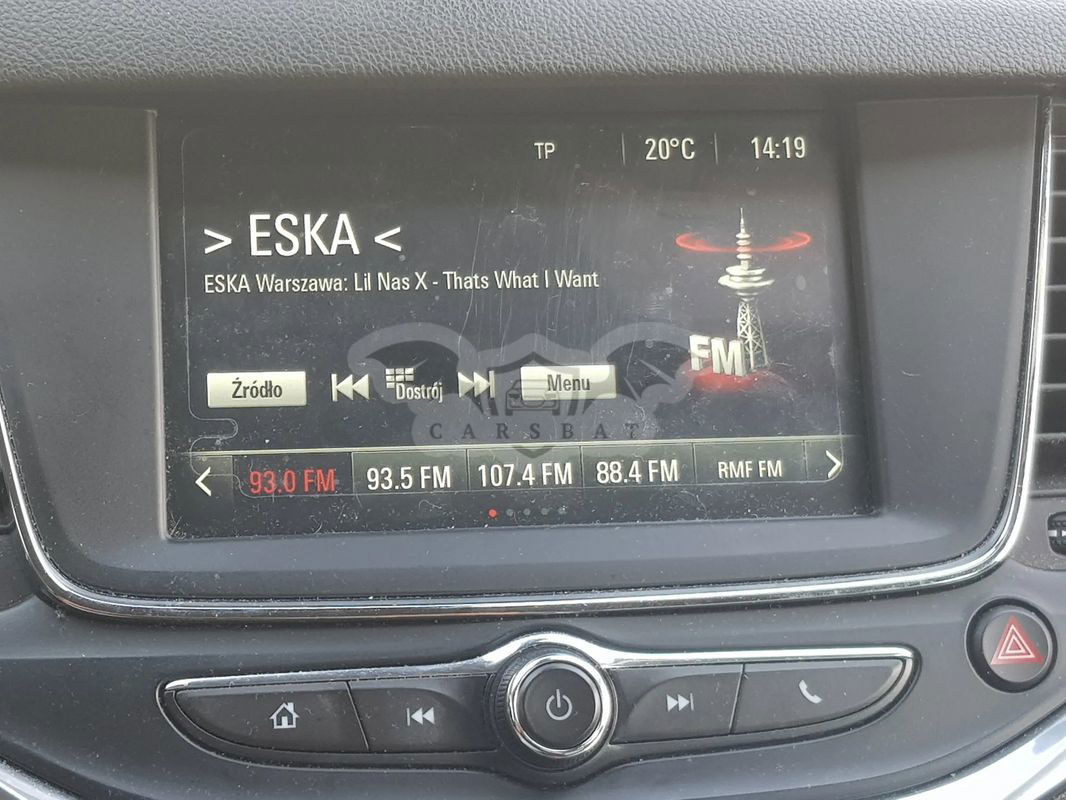 TP 20°C 14:19
> ESKA <
ESKA Warszawa: Lil Nas X - Thats What I Want
FM
Źródło Dostrój Menu
CARSBAT
< 93.0 FM 93.5 FM 107.4 FM 88.4 FM RMF FM >